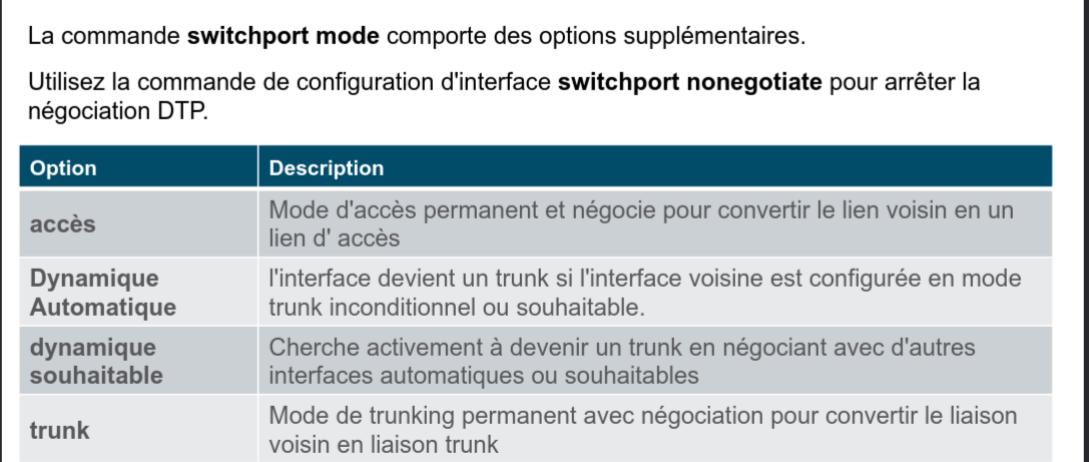 La commande switchport mode comporte des options supplémentaires.
Utilisez la commande de configuration d'interface switchport nonegotiate pour arrêter la
négociation DTP.
Option Description
accès Mode d'accès permanent et négocie pour convertir le lien voisin en un
lien d' accès
Dynamique l'interface devient un trunk si l'interface voisine est configurée en mode
Automatique trunk inconditionnel ou souhaitable.
dynamique Cherche activement à devenir un trunk en négociant avec d'autres
souhaitable interfaces automatiques ou souhaitables
trunk Mode de trunking permanent avec négociation pour convertir le liaison
voisin en liaison trunk